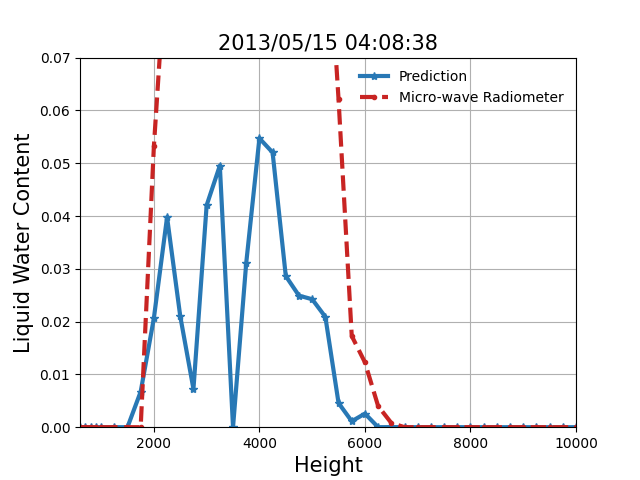 2013/05/15 04:08:38
Prediction
Micro-wave Radiometer
Liquid Water Content
0.07
0.06
0.05
0.04
0.03
0.02
0.01
0.00
2000 4000 6000 8000 10000
Height